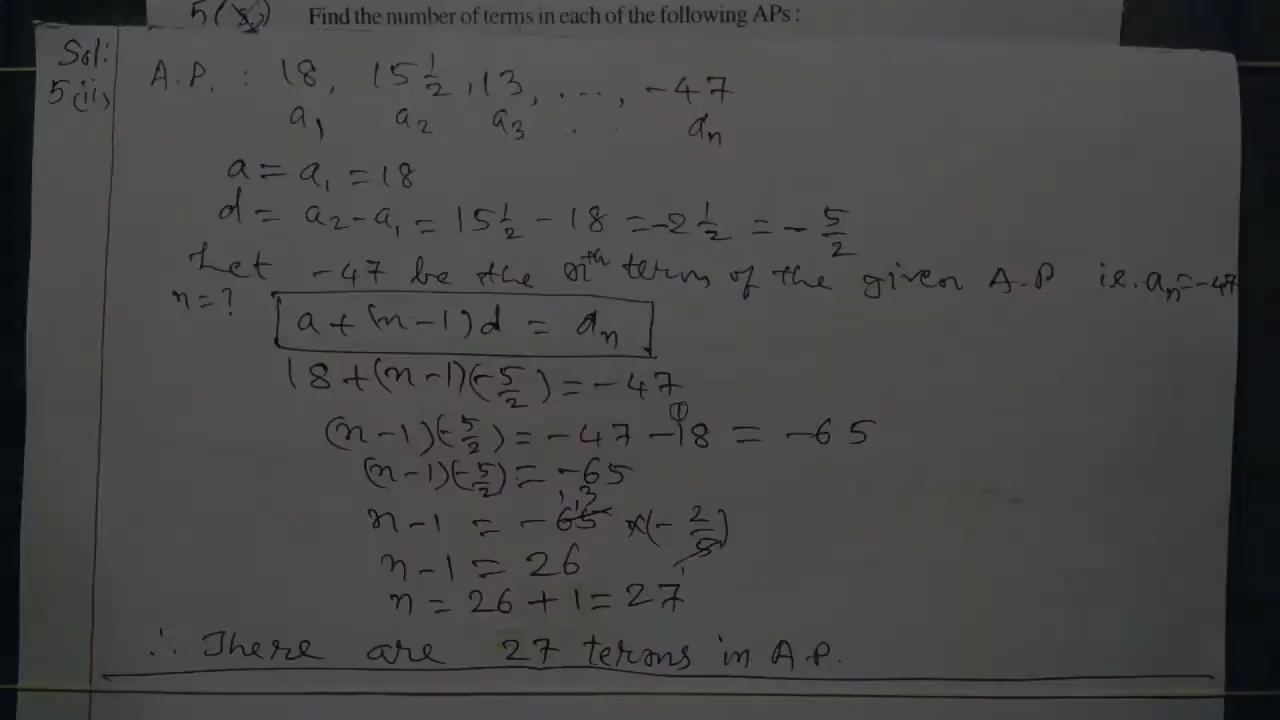 5(ii) Find the number of terms in each of the following APs :
Sol:
5(ii) A.P. : 18, 15 1/2, 13, ..., -47
a₁ a₂ a₃ . . aₙ
a = a₁ = 18
d = a₂ - a₁ = 15 1/2 - 18 = -2 1/2 = - 5/2
Let -47 be the nᵗʰ term of the given A.P i.e. aₙ = -47
n = ?
a + (n - 1)d = aₙ
18 + (n - 1)(-5/2) = -47
(n - 1)(-5/2) = -47 - 18 = -65
(n - 1)(-5/2) = -65
n - 1 = -65 × (- 2/5)
n - 1 = 26
n = 26 + 1 = 27
∴ There are 27 terms in A.P.